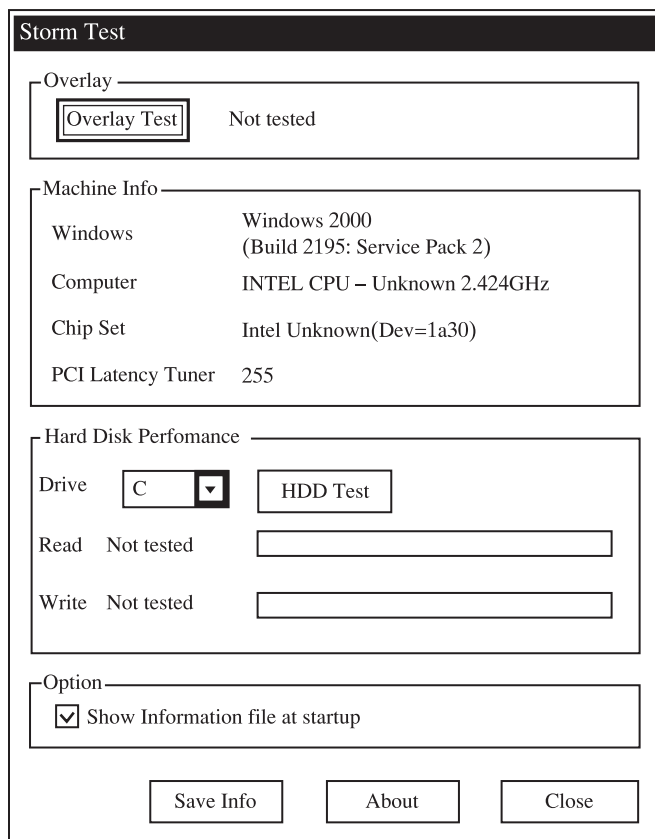 Storm Test
Overlay
Overlay Test Not tested
Machine Info
Windows Windows 2000
(Build 2195: Service Pack 2)
Computer INTEL CPU – Unknown 2.424GHz
Chip Set Intel Unknown(Dev=1a30)
PCI Latency Tuner 255
Hard Disk Perfomance
Drive C HDD Test
Read Not tested
Write Not tested
Option
Show Information file at startup
Save Info About Close